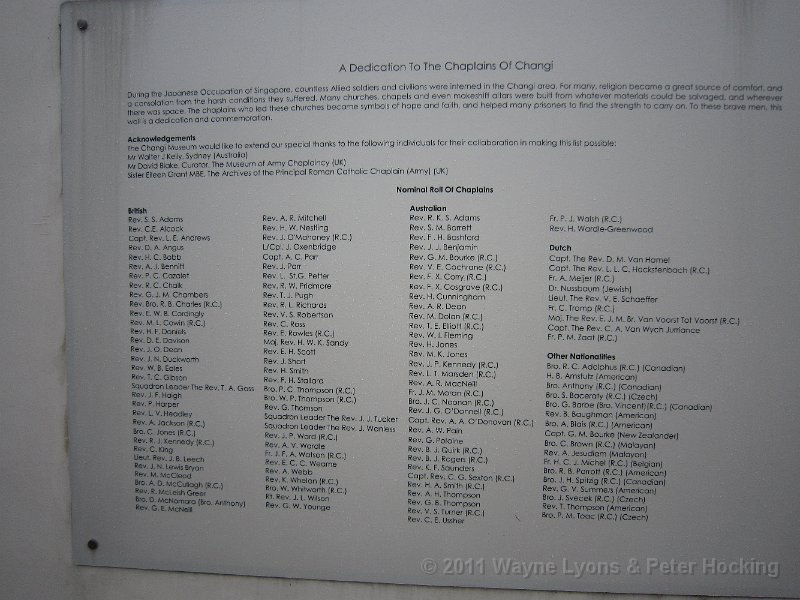 A Dedication To The Chaplains Of Changi
During the Japanese Occupation of Singapore, countless Allied soldiers and civilians were interned in the Changi area. For many, religion became a great source of comfort, and
a consolation from the harsh conditions they suffered. Many churches, chapels and even makeshift altars were built from whatever materials could be salvaged, and wherever
there was space. The chaplains who led these churches became symbols of hope and faith, and helped many prisoners to find the strength to carry on. To these brave men, this
wall is a dedication and commemoration.
Acknowledgements
The Changi Museum would like to extend our special thanks to the following individuals for their collaboration in making this list possible:
Mr Walter J Kelly, Sydney (Australia)
Mr David Blake, Curator, The Museum of Army Chaplaincy (UK)
Sister Eileen Grant MBE, The Archives of the Principal Roman Catholic Chaplain (Army) (UK)
Nominal Roll Of Chaplains
British
Rev. S. S. Adams
Rev. C.E. Alcock
Capt. Rev. L. E. Andrews
Rev. D. A. Angus
Rev. H. C. Babb
Rev. A. J. Bennitt
Rev. P. C. Cazalet
Rev. R. C. Chalk
Rev. G. J. M. Chambers
Rev. Bro. R. B. Charles (R.C.)
Rev. E. W. B. Cordingly
Rev. M. L. Cowin (R.C.)
Rev. H. F. Daniels
Rev. D. E. Davison
Rev. J. O. Dean
Rev. J. N. Duckworth
Rev. W. B. Eales
Rev. T. C. Gibson
Squadron Leader The Rev. T. A. Gass
Rev. J. F. Haigh
Rev. P. Harper
Rev. L. V. Headley
Rev. A. Jackson (R.C.)
Bro. C. Jones (R.C.)
Rev. R. J. Kennedy (R.C.)
Rev. C. King
Lieut. Rev. J. B. Leech
Rev. J. N. Lewis Bryan
Rev. M. McCleod
Bro. A. D. McCullagh (R.C.)
Rev. R. McLeish Greer
Bro. D. McNamara (Bro. Anthony)
Rev. G. E. McNeill
Rev. A. R. Mitchell
Rev. H. W. Nestling
Rev. J. O'Mahoney (R.C.)
L/Cpl. J. Oxenbridge
Capt. A. C. Parr
Rev. J. Parr
Rev. L. St.G. Petter
Rev. R. W. Pridmore
Rev. T. J. Pugh
Rev. R. L. Richards
Rev. V. S. Robertson
Rev. C. Ross
Rev. E. Rowles (R.C.)
Maj. Rev. H. W. K. Sandy
Rev. E. H. Scott
Rev. J. Short
Rev. H. Smith
Rev. F. H. Stallard
Bro. P. C. Thompson (R.C.)
Bro. W. P. Thompson (R.C.)
Rev. G. Thomson
Squadron Leader The Rev. J. J. Tucker
Squadron Leader The Rev. J. Wanless
Rev. J. P. Ward (R.C.)
Rev. A. V. Wardle
Fr. J. F. A. Watson (R.C.)
Rev. E. C. C. Wearne
Rev. A. Webb
Rev. K. Whelan (R.C.)
Bro. W. Whitworth (R.C.)
Rt. Rev. J. L. Wilson
Rev. G. W. Younge
Australian
Rev. R. K. S. Adams
Rev. S. M. Barrett
Rev. F. H. Bashford
Rev. J. J. Benjamin
Rev. G. M. Bourke (R.C.)
Rev. V. E. Cochrane (R.C.)
Rev. F. X. Corry, (R.C.)
Rev. F. X. Cosgrave (R.C.)
Rev. H. Cunningham
Rev. A. R. Dean
Rev. M. Dolan (R.C.)
Rev. T. E. Elliott (R.C.)
Rev. W. I. Fleming
Rev. H. Jones
Rev. M. K. Jones
Rev. J. P. Kennedy (R.C.)
Rev. L. T. Marsden (R.C.)
Rev. A. R. MacNeil
Fr. J. M. Moran (R.C.)
Bro. J. C. Noonan (R.C.)
Rev. J. G. O'Donnell (R.C.)
Capt. Rev. A. A. O'Donovan (R.C.)
Rev. A. W. Pain
Rev. G. Polaine
Rev. B. J. Quirk (R.C.)
Rev. B. J. Rogers (R.C.)
Rev. K. F. Saunders
Capt. Rev. C. G. Sexton (R.C.)
Rev. H. A. Smith (R.C.)
Rev. A. H. Thompson
Rev. G. B. Thompson
Rev. V. S. Turner (R.C.)
Rev. C. E. Ussher
Fr. P. J. Walsh (R.C.)
Rev. H. Wardle-Greenwood
Dutch
Capt. The Rev. D. M. Van Hamel
Capt. The Rev. L. L. C. Hackstenbach (R.C.)
Fr. A. Meijer (R.C.)
Dr. Nussbaum (Jewish)
Lieut. The Rev. V. E. Schaeffer
Fr. C. Tromp (R.C.)
Maj. The Rev. E. J. M. Br. Van Voorst Tot Voorst (R.C.)
Capt. The Rev. C. A. Van Wych Jurriance
Fr. P. M. Zaat (R.C.)
Other Nationalities
Bro. R. C. Adolphus (R.C.) (Canadian)
H. B. Amstutz (American)
Bro. Anthony (R.C.) (Canadian)
Bro. S. Baceraty (R.C.) (Czech)
Bro. G. Barbe (Bro. Vincent)(R.C.) (Canadian)
Rev. B. Baughman (American)
Bro. A. Blais (R.C.) (American)
Capt. G. M. Bourke (New Zealander)
Bro. C. Brown (R.C.) (Malayan)
Rev. A. Jesudian (Malayan)
Fr. H. C. J. Michel (R.C.) (Belgian)
Bro. R. B. Parrott (R.C.) (American)
Bro. J. H. Spitzig (R.C.) (Canadian)
Rev. G. V. Summers (American)
Bro. J. Svecek (R.C.) (Czech)
Rev. T. Thompson (American)
Bro. P. M. Toac (R.C.) (Czech)
© 2011 Wayne Lyons & Peter Hocking